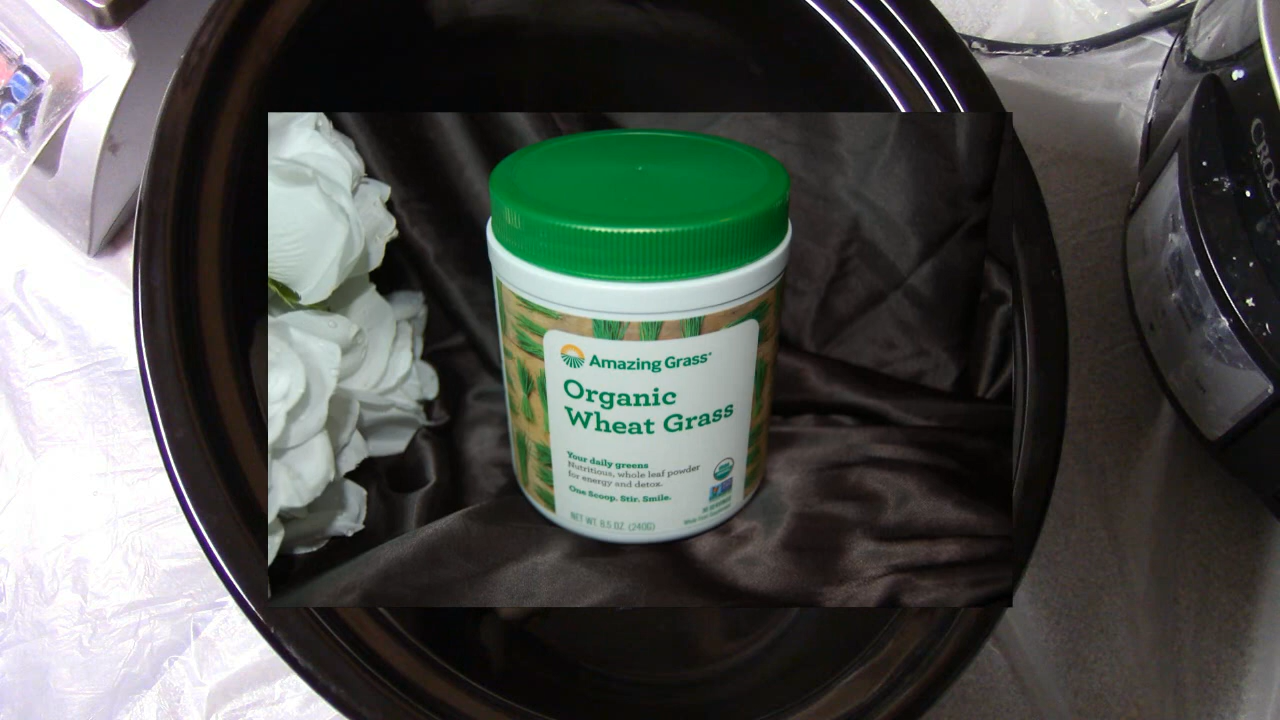 Amazing Grass
Organic
Wheat Grass
Your daily greens
Nutritious, whole leaf powder
for energy and detox.
One Scoop. Stir. Smile.
NET WT 8.5 OZ (240G)
CROC